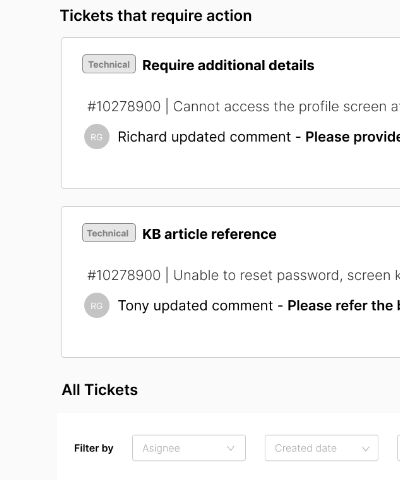 Tickets that require action
Technical Require additional details
#10278900 | Cannot access the profile screen
RG Richard updated comment - Please provide
Technical KB article reference
#10278900 | Unable to reset password, screen
RG Tony updated comment - Please refer the
All Tickets
Filter by Asignee Created date